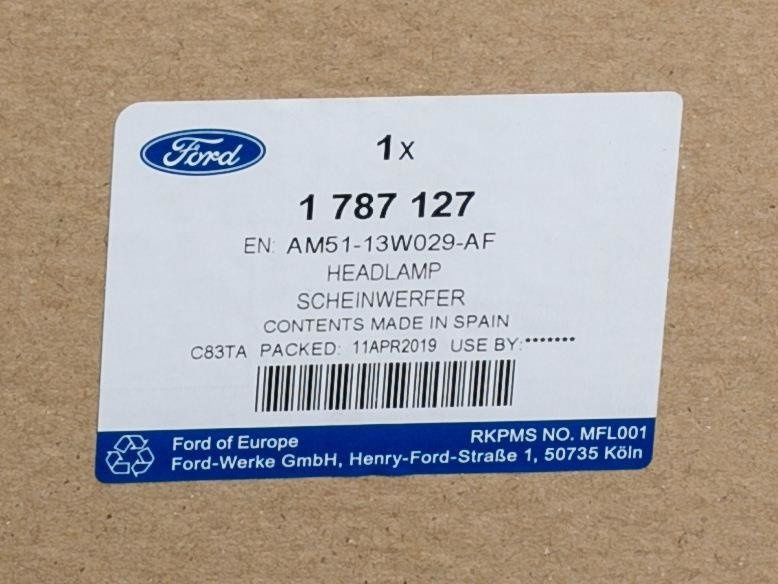 Ford
1x
1 787 127
EN: AM51-13W029-AF
HEADLAMP
SCHEINWERFER
CONTENTS MADE IN SPAIN
C83TA PACKED: 11APR2019 USE BY:*******
Ford of Europe
RKPMS NO. MFL001
Ford-Werke GmbH, Henry-Ford-Straße 1, 50735 Köln